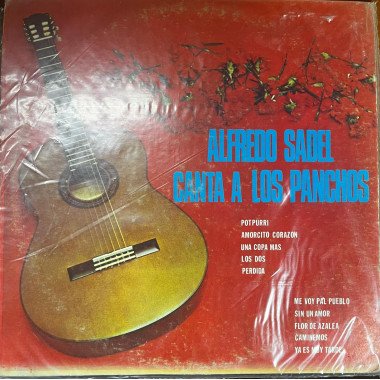 ALFREDO SADEL
CANTA A LOS PANCHOS
POTPURRI
AMORCITO CORAZON
UNA COPA MAS
LOS DOS
PERDIDA
ME VOY PA'L PUEBLO
SIN UN AMOR
FLOR DE AZALEA
CAMINEMOS
YA ES MUY TARDE